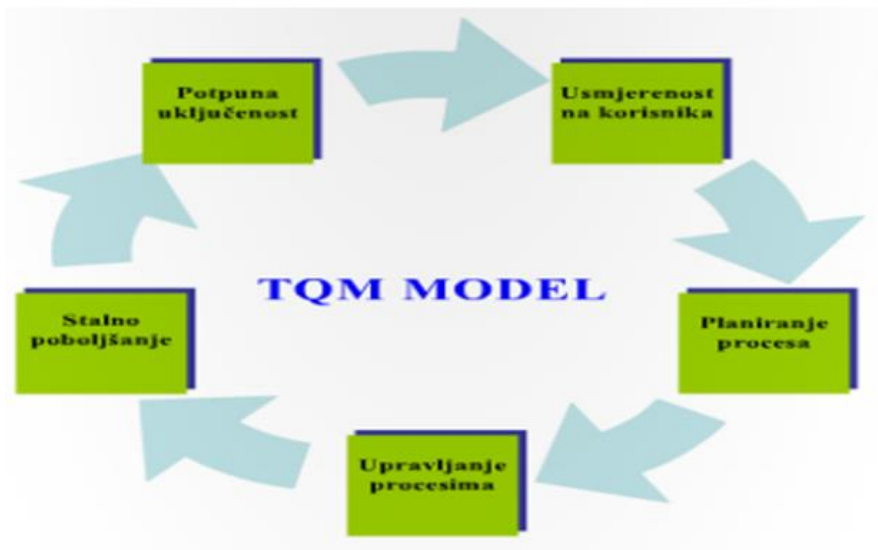 Potpuna
uključenost
Usmjerenost
na korisnika
TQM MODEL
Stalno
poboljšanje
Planiranje
procesa
Upravljanje
procesima